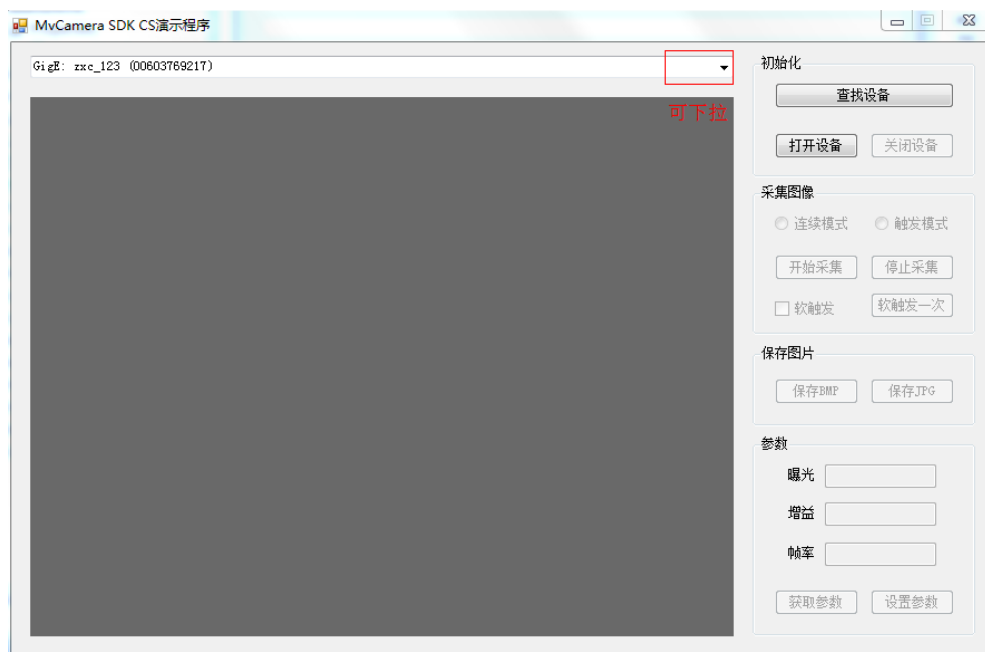 MvCamera SDK CS演示程序
GigE: zxc_123 (00603769217)
可下拉
初始化
查找设备
打开设备 关闭设备
采集图像
连续模式 触发模式
开始采集 停止采集
软触发 软触发一次
保存图片
保存BMP 保存JPG
参数
曝光
增益
帧率
获取参数 设置参数